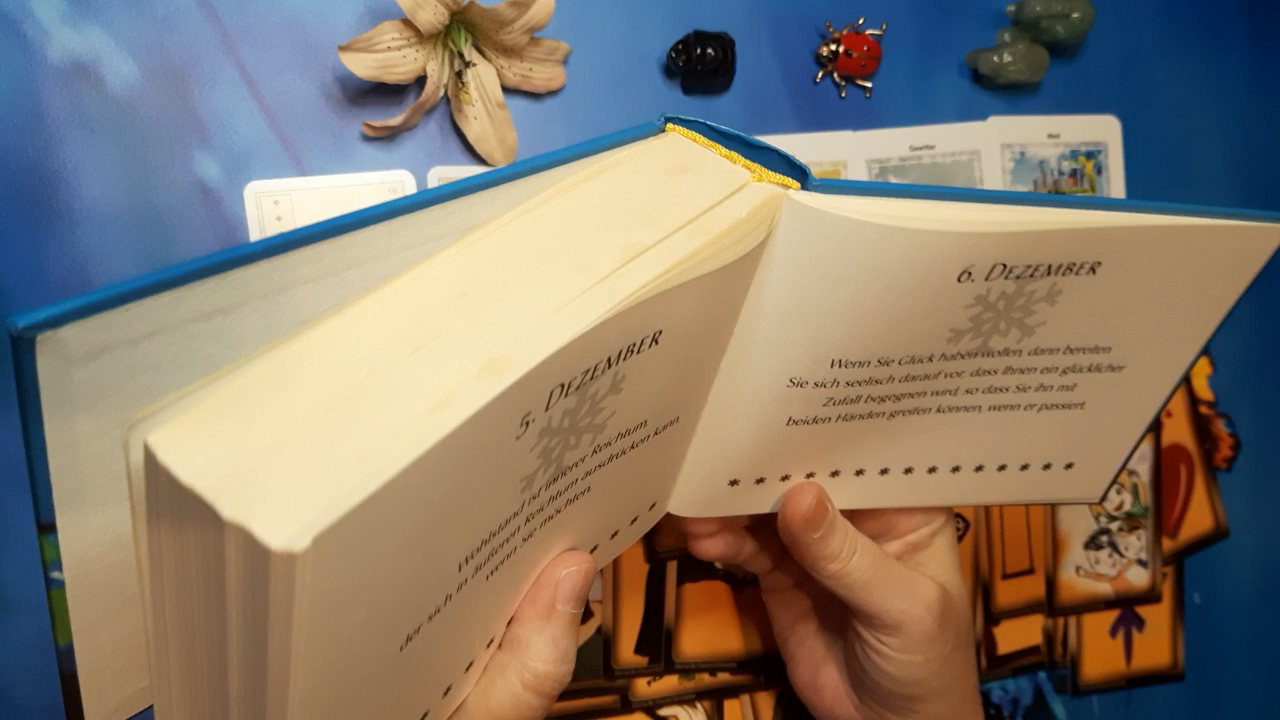 5. DEZEMBER
Wohlstand ist innerer Reichtum,
der sich in äußeren Reichtum ausdrücken kann,
wenn Sie möchten.
6. DEZEMBER
Wenn Sie Glück haben wollen, dann bereiten
Sie sich seelisch darauf vor, dass Ihnen ein glücklicher
Zufall begegnen wird, so dass Sie ihn mit
beiden Händen greifen können, wenn er passiert.